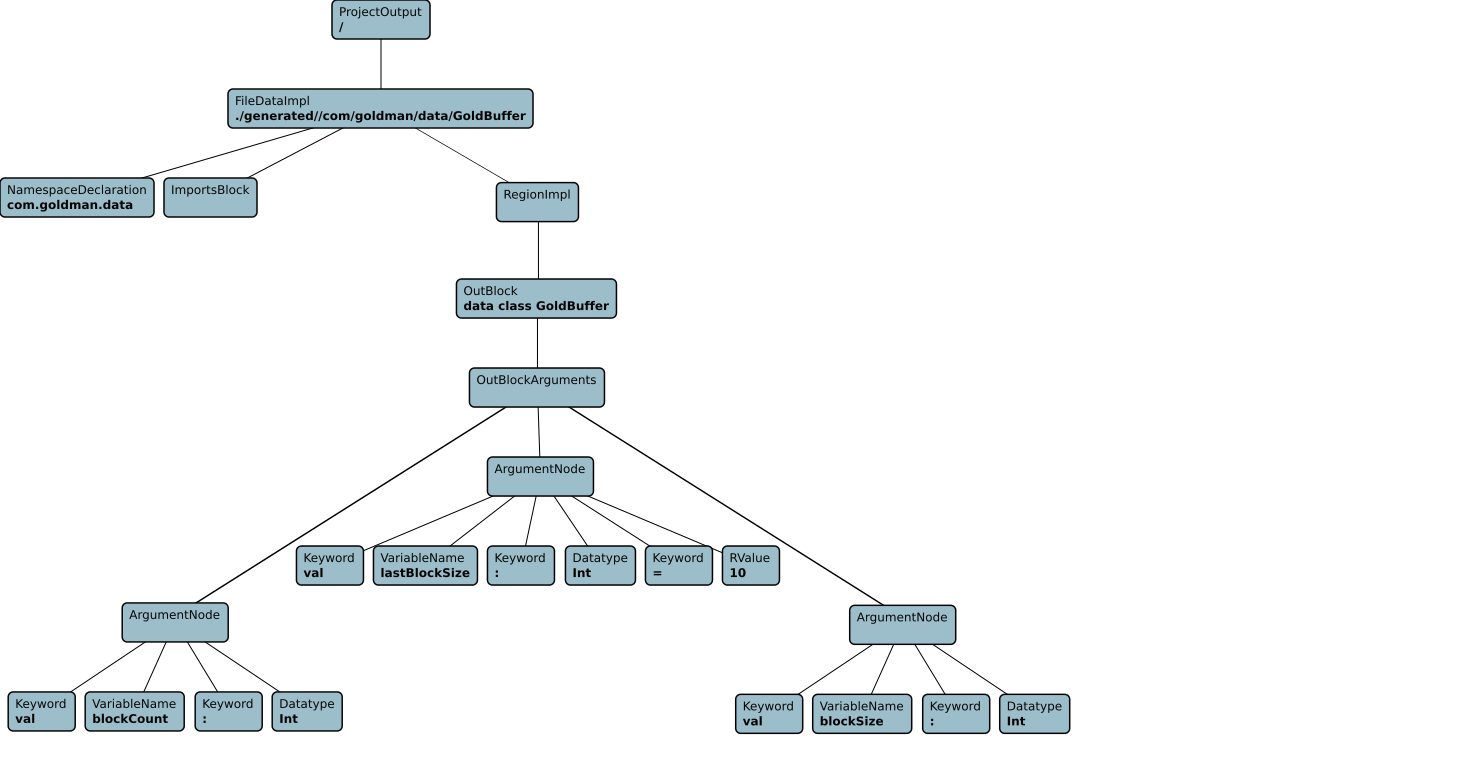 ProjectOutput
/
FileDataImpl
./generated//com/goldman/data/GoldBuffer
NamespaceDeclaration
com.goldman.data
ImportsBlock
RegionImpl
OutBlock
data class GoldBuffer
OutBlockArguments
ArgumentNode
Keyword
val
VariableName
lastBlockSize
Keyword
:
Datatype
Int
Keyword
=
RValue
10
ArgumentNode
Keyword
val
VariableName
blockCount
Keyword
:
Datatype
Int
ArgumentNode
Keyword
val
VariableName
blockSize
Keyword
:
Datatype
Int